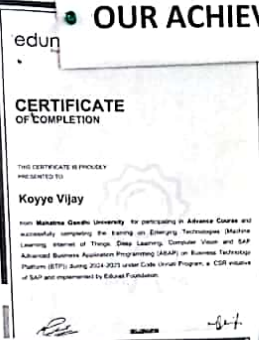 OUR ACHIEV
edun
CERTIFICATE
OF COMPLETION
THIS CERTIFICATE IS PROUDLY
PRESENTED TO
Koyye Vijay
from Mahatma Gandhi University for participating in Advance Course and
successfully completing the training on Emerging Technologies (Machine
Learning, Internet of Things, Deep Learning, Computer Vision and SAP
Advanced Business Application Programming (ABAP) on Business Technology
Platform (BTP)) during 2024-2025 under Code Unnati Program, a CSR initiative
of SAP and implemented by Edunet Foundation.